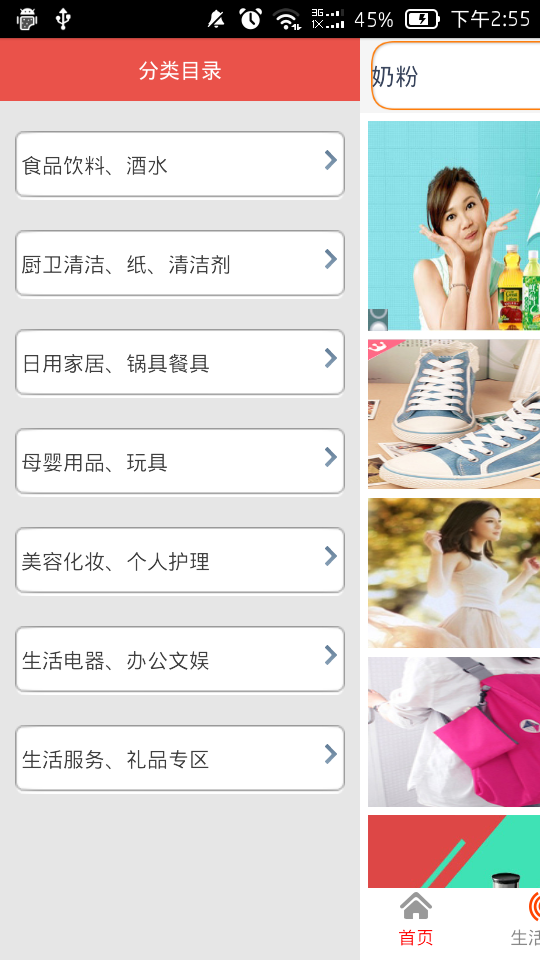 3G
1X
45%
下午2:55
分类目录
奶粉
食品饮料、酒水
厨卫清洁、纸、清洁剂
日用家居、锅具餐具
母婴用品、玩具
美容化妆、个人护理
生活电器、办公文娱
生活服务、礼品专区
首页
生活